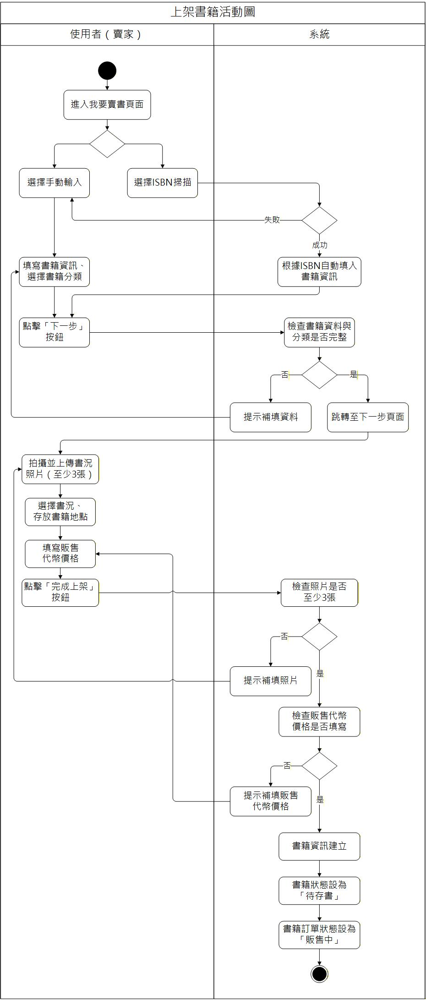 上架書籍活動圖
使用者（賣家）
系統
進入我要賣書頁面
選擇手動輸入
選擇ISBN掃描
失敗
成功
填寫書籍資訊、
選擇書籍分類
根據ISBN自動填入
書籍資訊
點擊「下一步」
按鈕
檢查書籍資料與
分類是否完整
否
是
提示補填資料
跳轉至下一步頁面
拍攝並上傳書況
照片（至少3張）
選擇書況、
存放書籍地點
填寫販售
代幣價格
點擊「完成上架」
按鈕
檢查照片是否
至少3張
否
是
提示補填照片
檢查販售代幣
價格是否填寫
否
是
提示補填販售
代幣價格
書籍資訊建立
書籍狀態設為
「待存書」
書籍訂單狀態設為
「販售中」